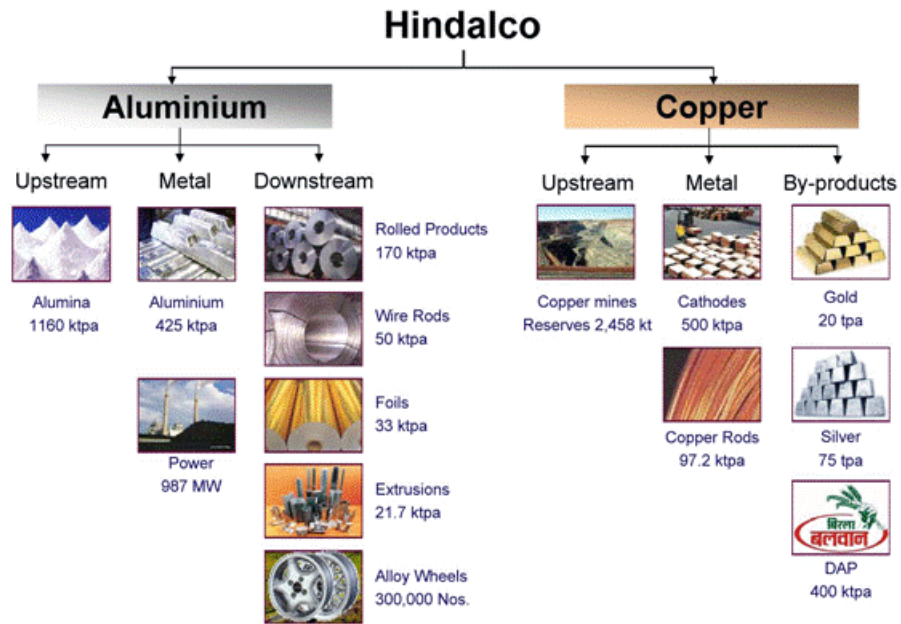 Hindalco
Aluminium
Upstream
Metal
Downstream
Alumina
1160 ktpa
Aluminium
425 ktpa
Power
987 MW
Rolled Products
170 ktpa
Wire Rods
50 ktpa
Foils
33 ktpa
Extrusions
21.7 ktpa
Alloy Wheels
300,000 Nos.
Copper
Upstream
Metal
By-products
Copper mines
Reserves 2,458 kt
Cathodes
500 ktpa
Copper Rods
97.2 ktpa
Gold
20 tpa
Silver
75 tpa
बिरला
बलवान
DAP
400 ktpa